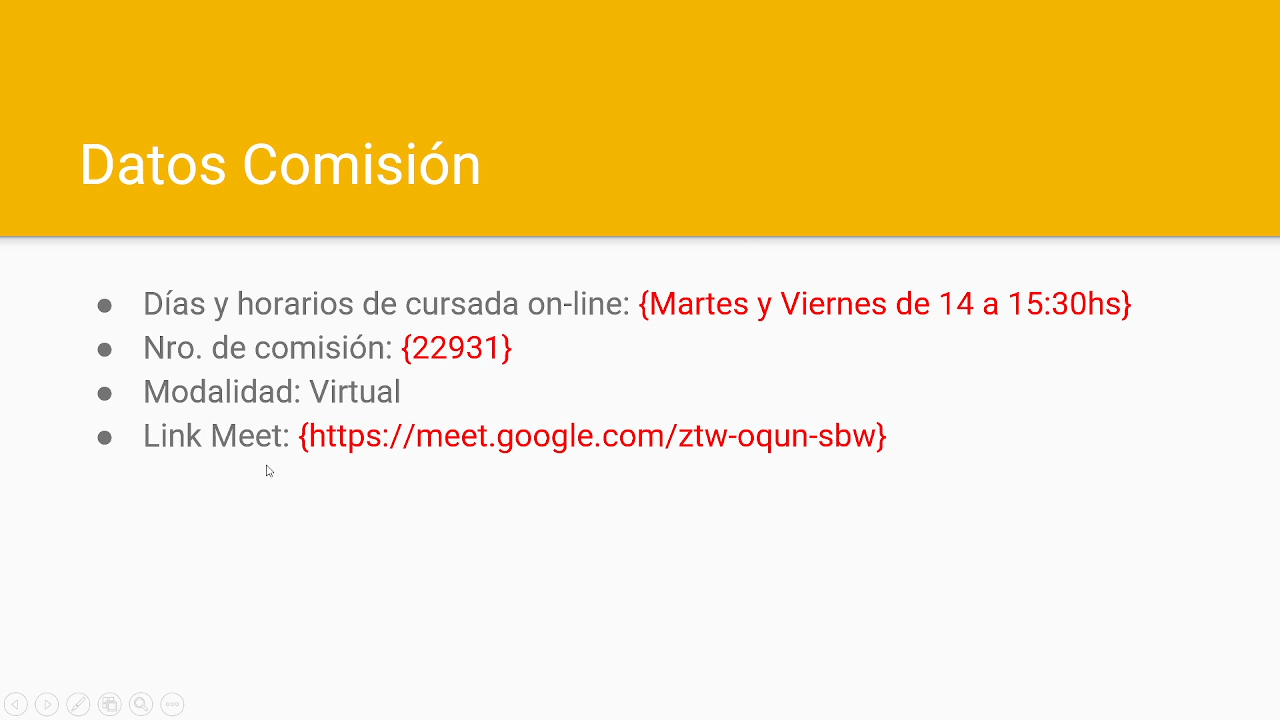 Datos Comisión
● Días y horarios de cursada on-line: {Martes y Viernes de 14 a 15:30hs}
● Nro. de comisión: {22931}
● Modalidad: Virtual
● Link Meet: {https://meet.google.com/ztw-oqun-sbw}